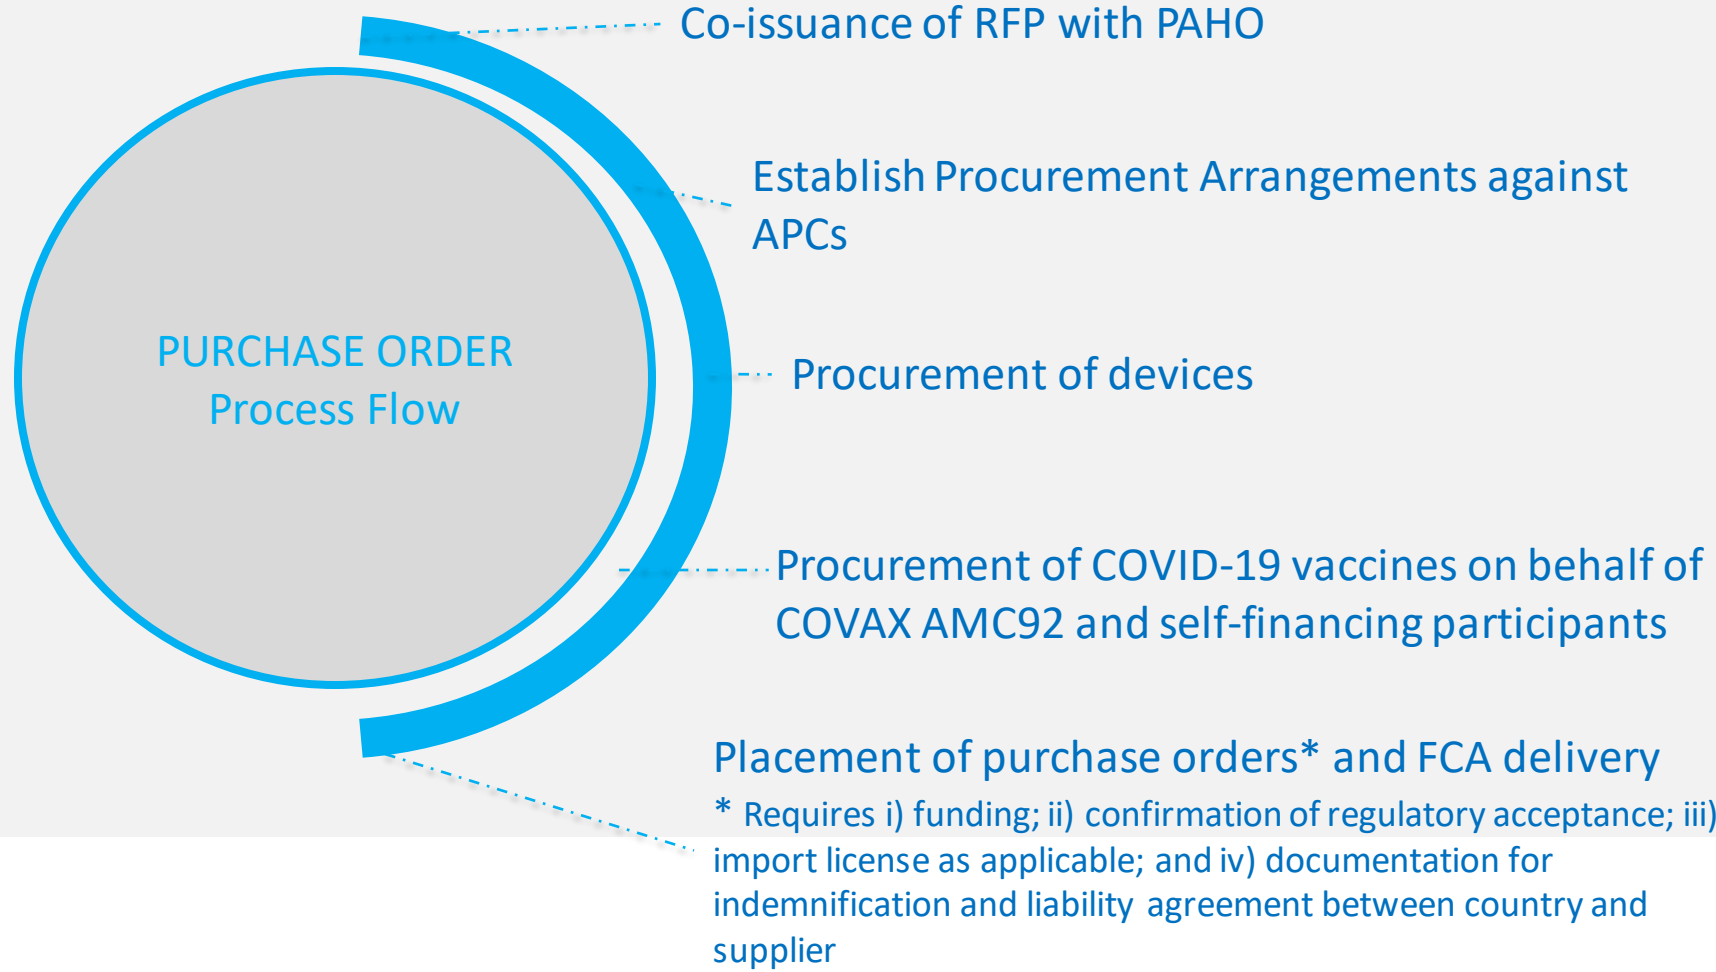 Co-issuance of RFP with PAHO
Establish Procurement Arrangements against
APCs
PURCHASE ORDER
Process Flow
Procurement of devices
Procurement of COVID-19 vaccines on behalf of
COVAX AMC92 and self-financing participants
Placement of purchase orders* and FCA delivery
* Requires i) funding; ii) confirmation of regulatory acceptance; iii)
import license as applicable; and iv) documentation for
indemnification and liability agreement between country and
supplier